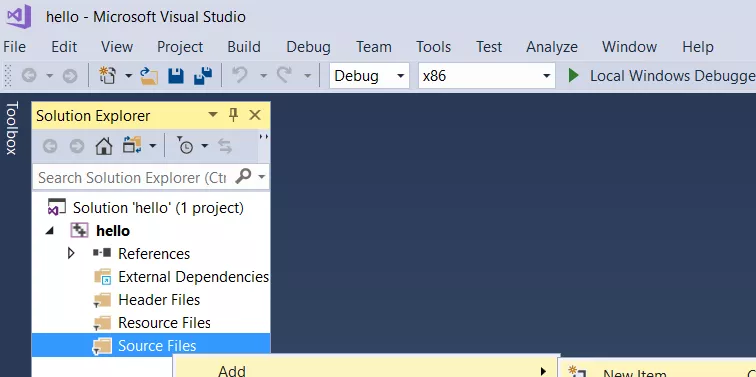 hello - Microsoft Visual Studio
File Edit View Project Build Debug Team Tools Test Analyze Window Help
Debug x86 Local Windows Debugge
Toolbox
Solution Explorer
Search Solution Explorer (Ctr
Solution 'hello' (1 project)
hello
References
External Dependencies
Header Files
Resource Files
Source Files
Add New Item